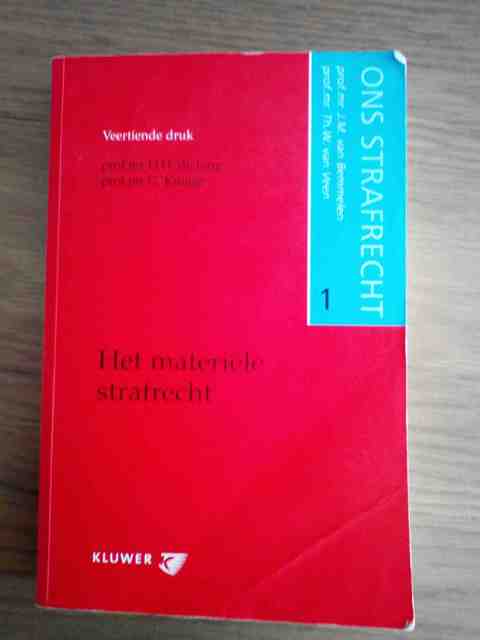 ONS STRAFRECHT
prof.mr. J.M. van Bemmelen
prof.mr. Th.W. van Veen
1
Veertiende druk
prof.mr. D.H. de Jong
prof.mr. G. Knigge
Het materiële
strafrecht
KLUWER